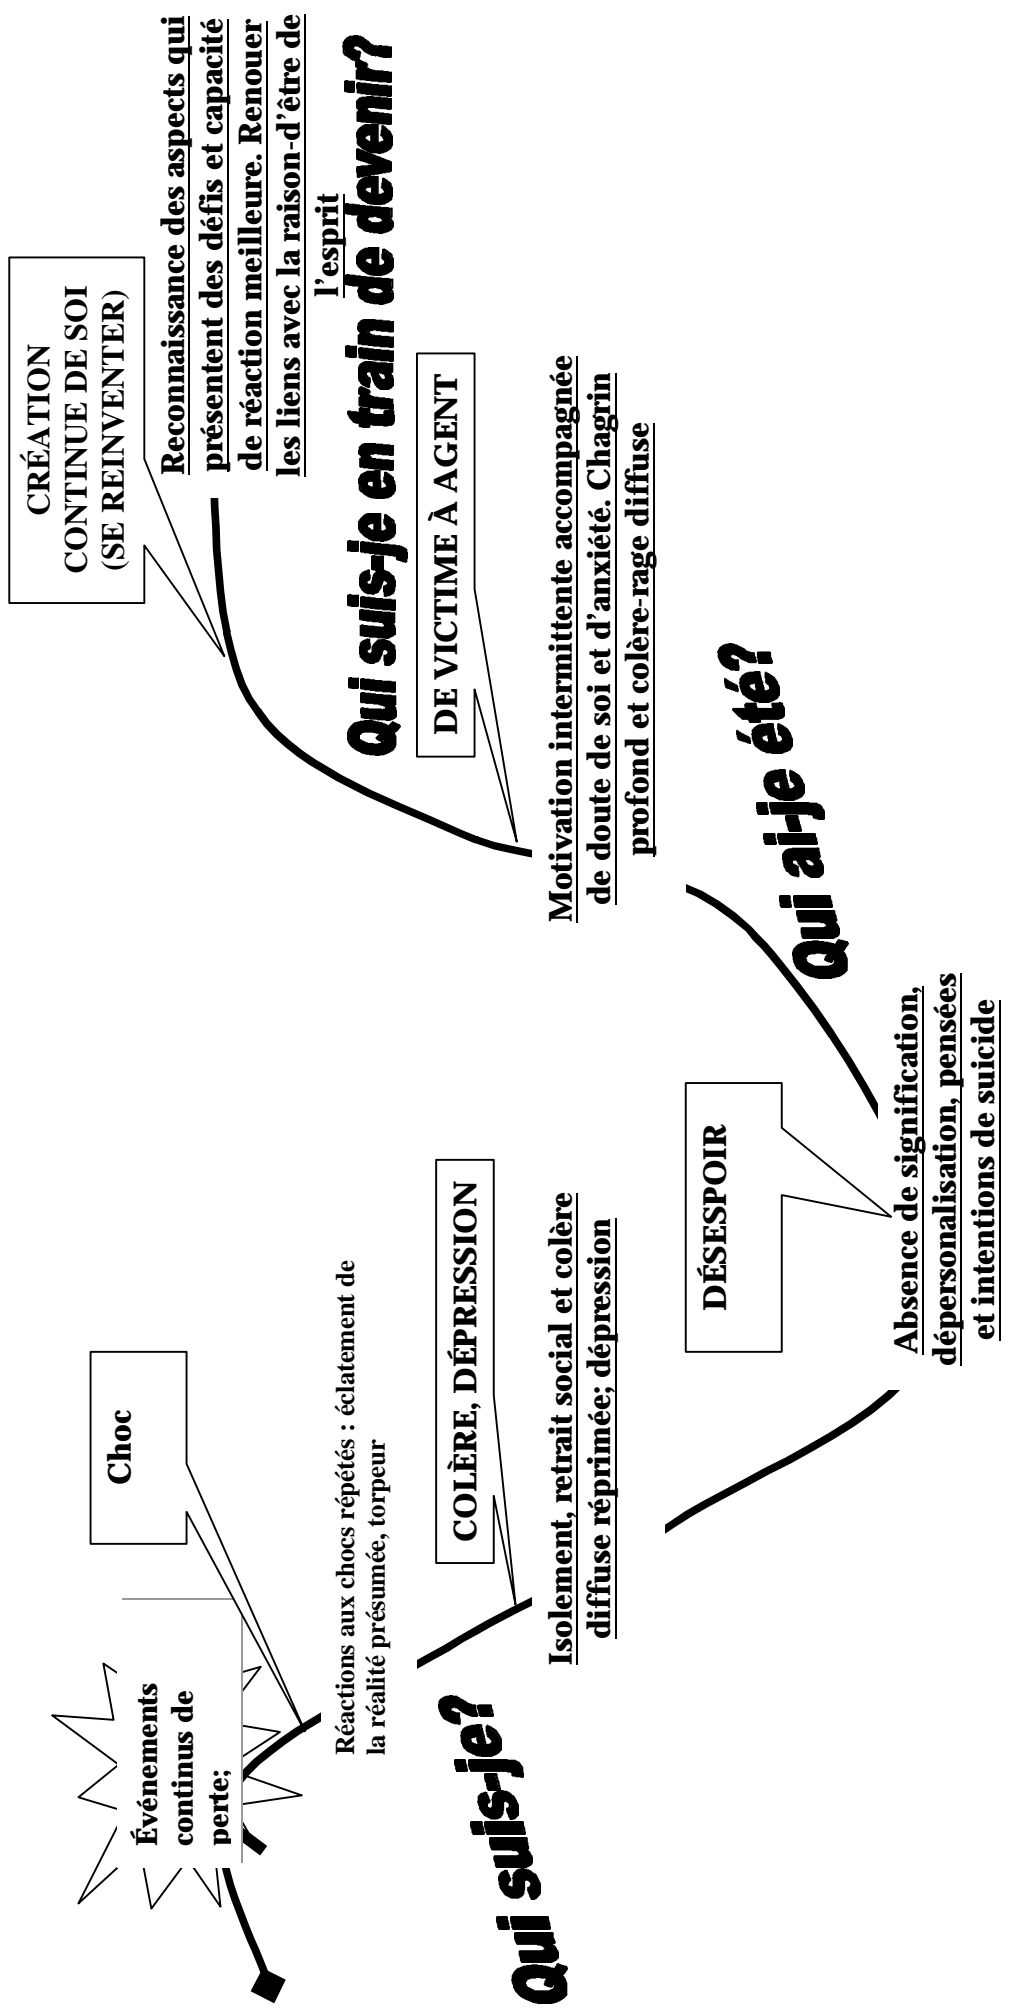 Événements
continus de
perte;
Choc
Réactions aux chocs répétés : éclatement de
la réalité présumée, torpeur
Qui suis-je?
COLÈRE, DÉPRESSION
Isolement, retrait social et colère
diffuse réprimée; dépression
DÉSESPOIR
Absence de signification,
dépersonalisation, pensées
et intentions de suicide
Qui ai-je été?
DE VICTIME À AGENT
Motivation intermittente accompagnée
de doute de soi et d'anxiété. Chagrin
profond et colère-rage diffuse
CRÉATION
CONTINUE DE SOI
(SE REINVENTER)
Reconnaissance des aspects qui
présentent des défis et capacité
de réaction meilleure. Renouer
les liens avec la raison-d'être de
l'esprit
Qui suis-je en train de devenir?